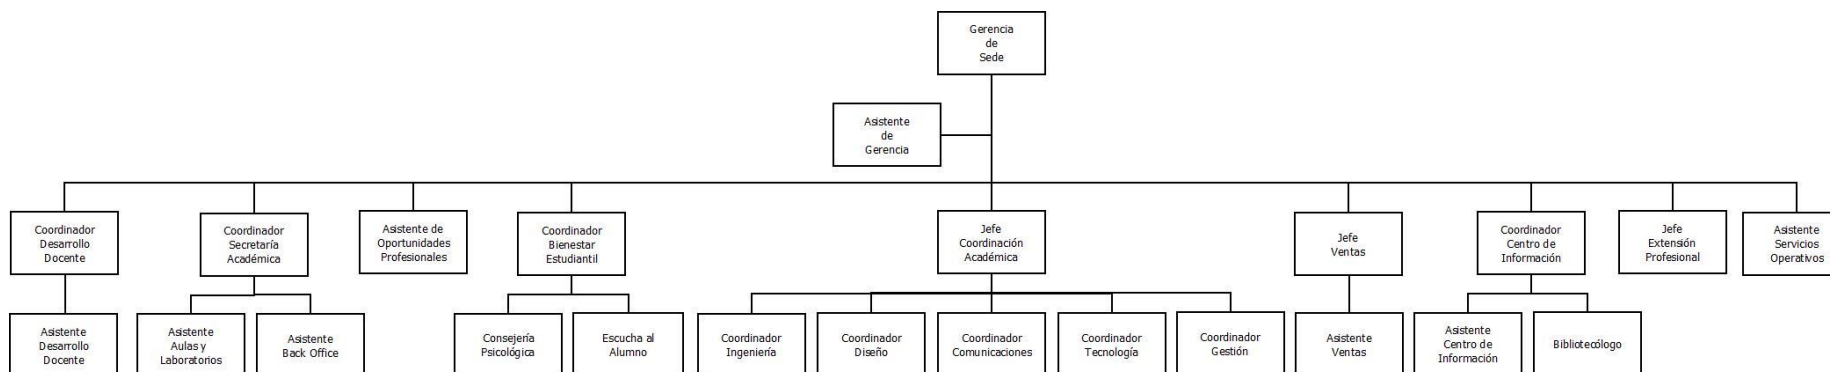 Gerencia
de
Sede
Asistente
de
Gerencia
Coordinador
Desarrollo
Docente
Coordinador
Secretaría
Académica
Asistente de
Oportunidades
Profesionales
Coordinador
Bienestar
Estudiantil
Jefe
Coordinación
Académica
Jefe
Ventas
Coordinador
Centro de
Información
Jefe
Extensión
Profesional
Asistente
Servicios
Operativos
Asistente
Desarrollo
Docente
Asistente
Aulas y
Laboratorios
Asistente
Back Office
Consejería
Psicológica
Escucha al
Alumno
Coordinador
Ingeniería
Coordinador
Diseño
Coordinador
Comunicaciones
Coordinador
Tecnología
Coordinador
Gestión
Asistente
Ventas
Asistente
Centro de
Información
Bibliotecólogo